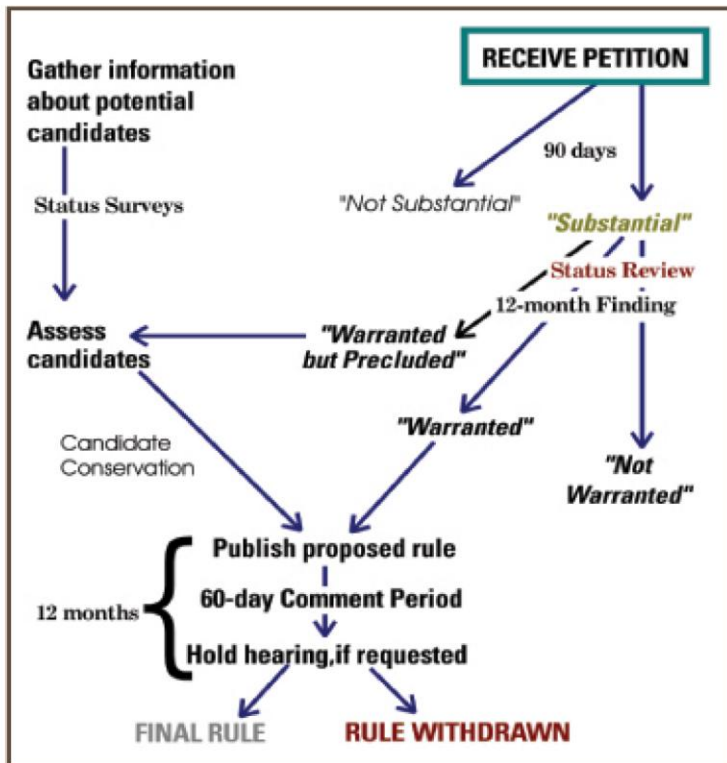 RECEIVE PETITION
Gather information
about potential
candidates
90 days
Status Surveys
"Not Substantial"
"Substantial"
Status Review
12-month Finding
Assess
candidates
"Warranted
but Precluded"
"Warranted"
Candidate
Conservation
"Not
Warranted"
Publish proposed rule
60-day Comment Period
12 months
Hold hearing,if requested
FINAL RULE
RULE WITHDRAWN